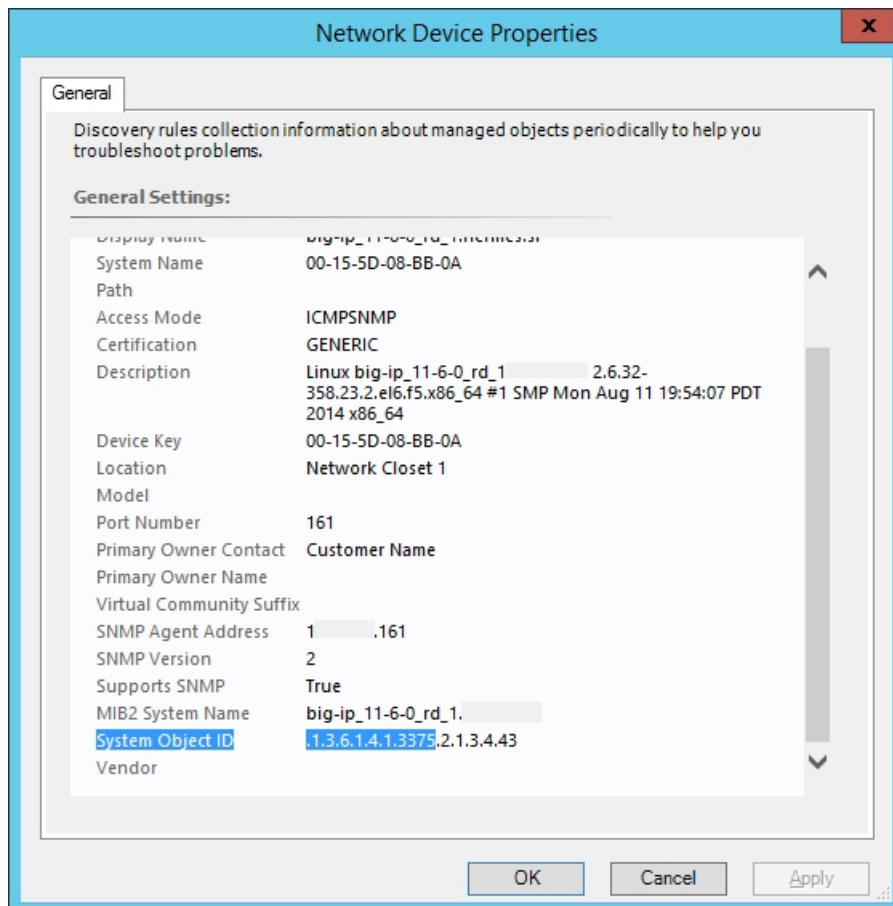 Network Device Properties
x
General
Discovery rules collection information about managed objects periodically to help you
troubleshoot problems.
General Settings:
Display Name
System Name 00-15-5D-08-BB-0A
Path
Access Mode ICMPSNMP
Certification GENERIC
Description Linux big-ip_11-6-0_rd_1 2.6.32-
358.23.2.el6.f5.x86_64 #1 SMP Mon Aug 11 19:54:07 PDT
2014 x86_64
Device Key 00-15-5D-08-BB-0A
Location Network Closet 1
Model
Port Number 161
Primary Owner Contact Customer Name
Primary Owner Name
Virtual Community Suffix
SNMP Agent Address 1 .161
SNMP Version 2
Supports SNMP True
MIB2 System Name big-ip_11-6-0_rd_1.
System Object ID .1.3.6.1.4.1.3375.2.1.3.4.43
Vendor
OK Cancel Apply